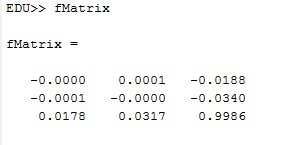 EDU>> fMatrix
fMatrix =
-0.0000 0.0001 -0.0188
-0.0001 -0.0000 -0.0340
0.0178 0.0317 0.9986